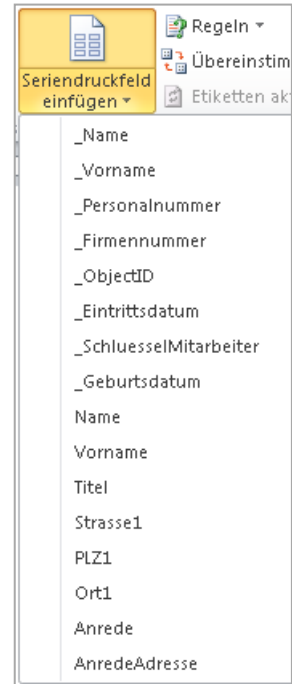 Seriendruckfeld
einfügen
Regeln
Übereinstim
Etiketten ak
_Name
_Vorname
_Personalnummer
_Firmennummer
_ObjectID
_Eintrittsdatum
_SchluesselMitarbeiter
_Geburtsdatum
Name
Vorname
Titel
Strasse1
PLZ1
Ort1
Anrede
AnredeAdresse